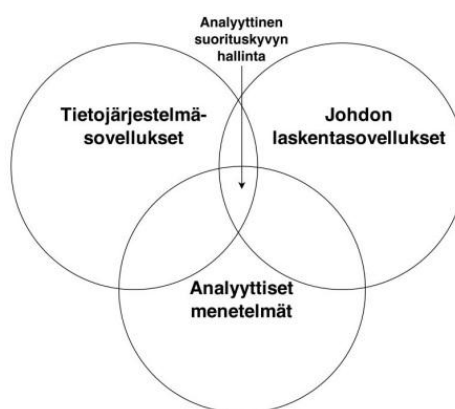 Analyyttinen
suorituskyvyn
hallinta
Tietojärjestelmä-
sovellukset
Johdon
laskentasovellukset
Analyyttiset
menetelmät